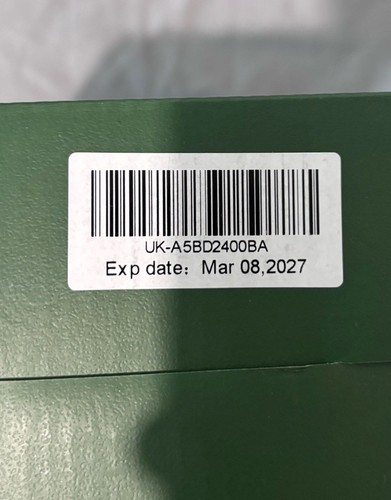 UK-A5BD2400BA
Exp date: Mar 08,2027